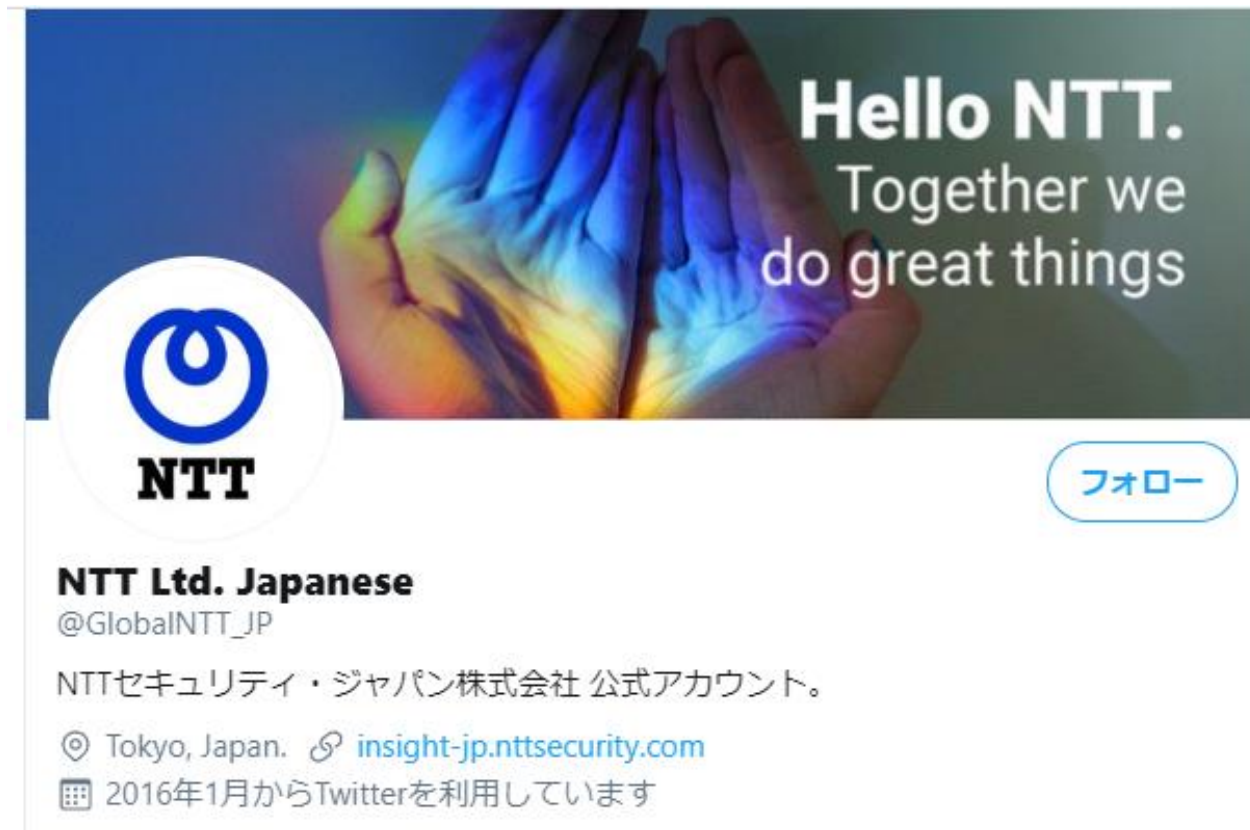 Hello NTT.
Together we
do great things
NTT
フォロー
NTT Ltd. Japanese
@GlobalNTT_JP
NTTセキュリティ・ジャパン株式会社 公式アカウント。
Tokyo, Japan. insight-jp.nttsecurity.com
2016年1月からTwitterを利用しています